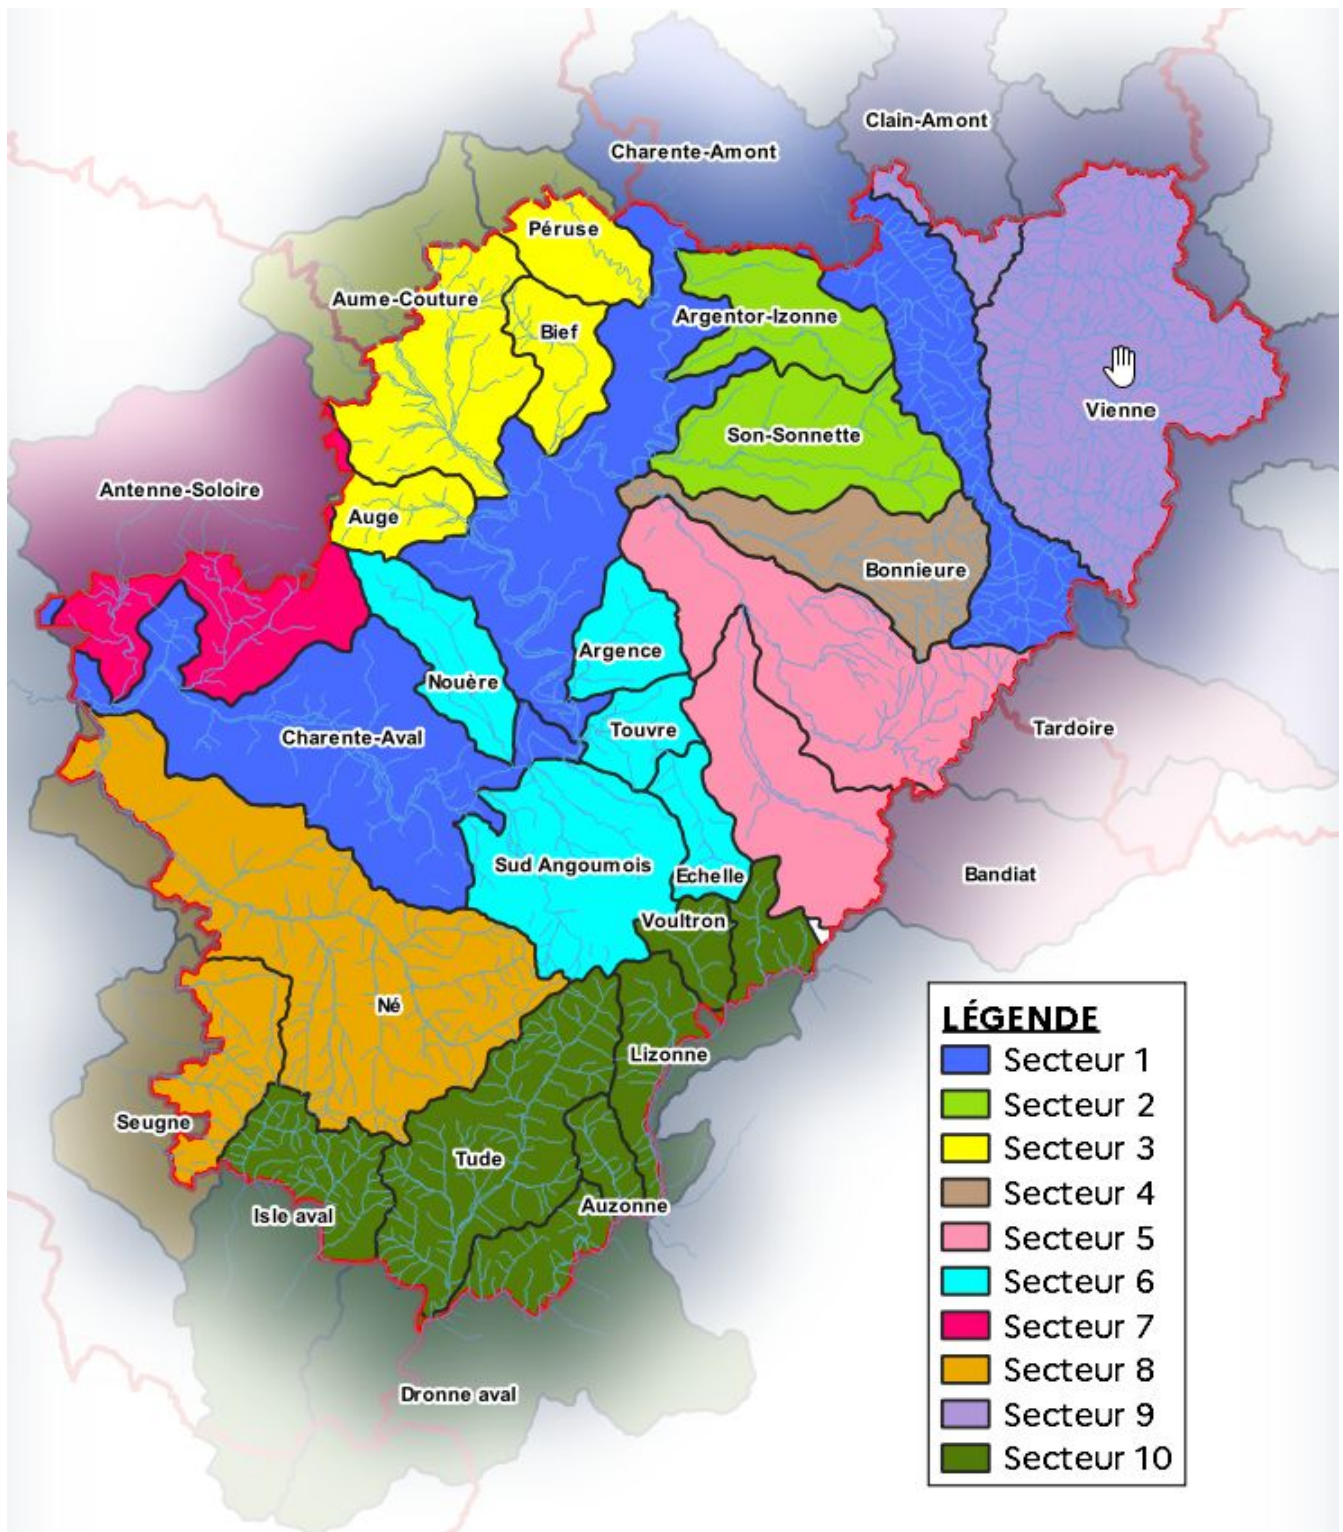 Clain-Amont
Charente-Amont
Péruse
Aume-Couture
Argentor-Izonne
Bief
Vienne
Son-Sonnette
Antenne-Soloire
Auge
Bonnieure
Argence
Nouère
Touvre
Tardoire
Charente-Aval
Sud Angoumois
Echelle
Bandiat
Voultron
Né
Lizonne
Seugne
Tude
Auzonne
Isle aval
Dronne aval
LÉGENDE
Secteur 1
Secteur 2
Secteur 3
Secteur 4
Secteur 5
Secteur 6
Secteur 7
Secteur 8
Secteur 9
Secteur 10